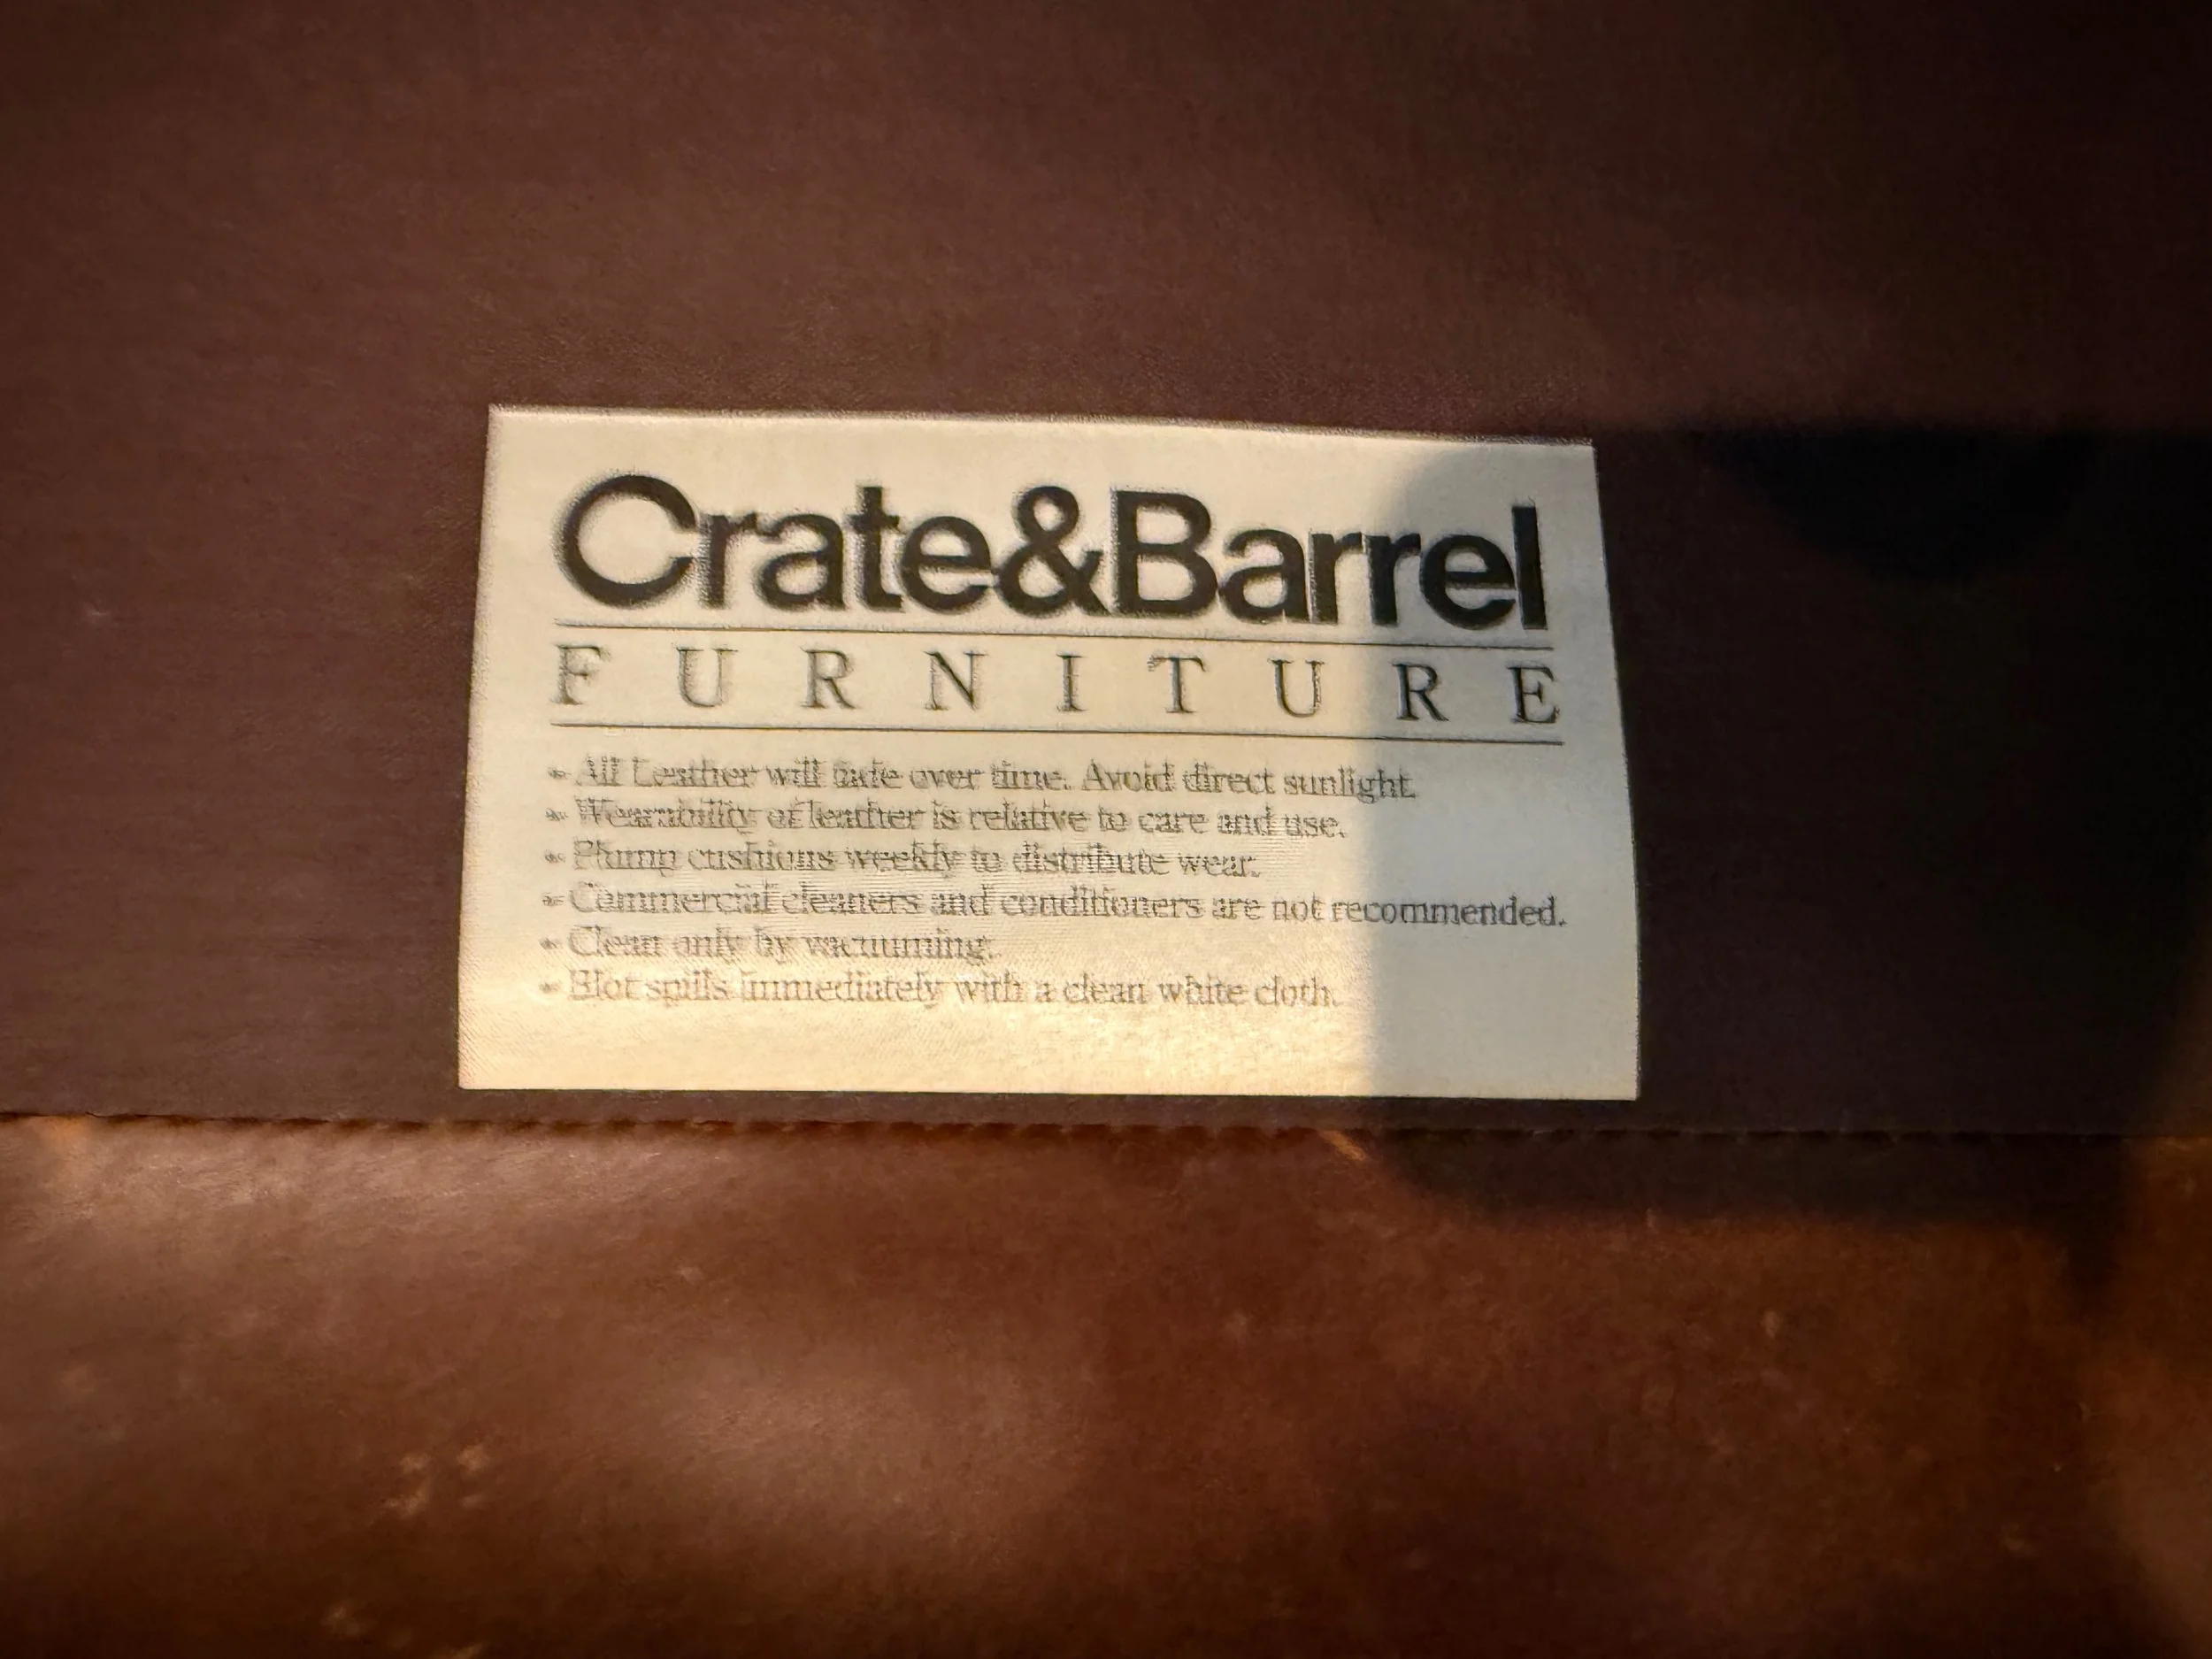 Crate&Barrel
FURNITURE
• All Leather will fade over time. Avoid direct sunlight.
• Wearability of leather is relative to care and use.
• Plump cushions weekly to distribute wear.
• Commercial cleaners and conditioners are not recommended.
• Clean only by vacuuming.
• Blot spills immediately with a clean white cloth.